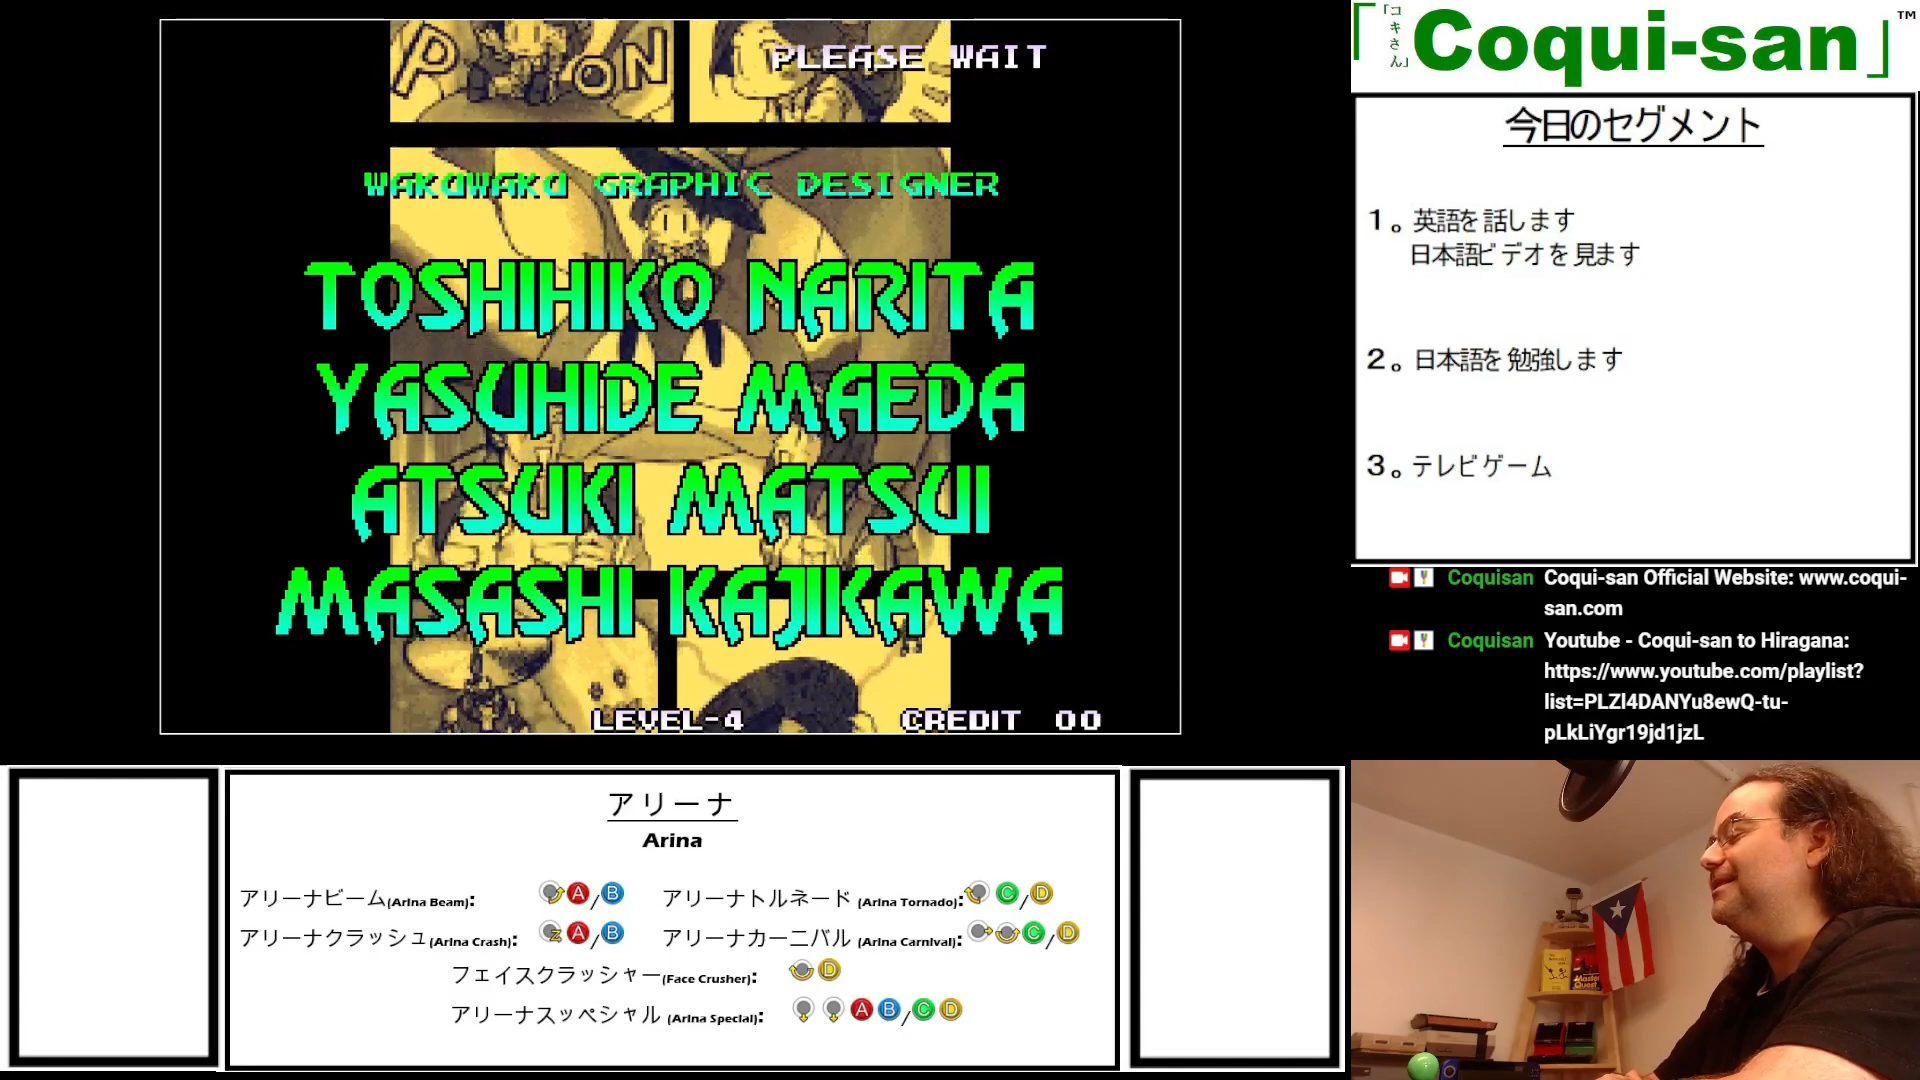 PLEASE WAIT
WAKUWAKU GRAPHIC DESIGNER
TOSHIHIKO NARITA
YASUHIDE MAEDA
ATSUKI MATSUI
MASASHI KAJIKAWA
LEVEL-4 CREDIT 00
「「コキさん」Coqui-san」™
今日のセグメント
1。英語を話します
日本語ビデオを見ます
2。日本語を勉強します
3。テレビゲーム
Coquisan Coqui-san Official Website: www.coqui-
san.com
Coquisan Youtube - Coqui-san to Hiragana:
https://www.youtube.com/playlist?
list=PLZl4DANYu8ewQ-tu-
pLkLiYgr19jd1jzL
アリーナ
Arina
アリーナビーム(Arina Beam): A/B アリーナトルネード (Arina Tornado): C/D
アリーナクラッシュ(Arina Crash): Z A/B アリーナカーニバル (Arina Carnival): C/D
フェイスクラッシャー(Face Crusher): D
アリーナスッペシャル (Arina Special): A B/C D
Master
Quest